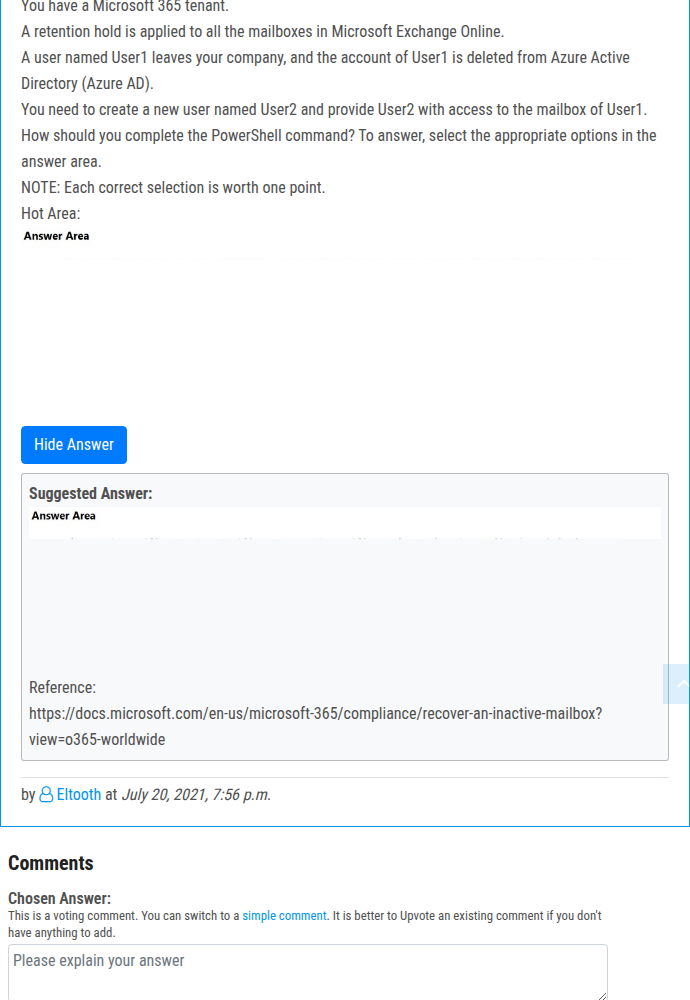 You have a Microsoft 365 tenant.
A retention hold is applied to all the mailboxes in Microsoft Exchange Online.
A user named User1 leaves your company, and the account of User1 is deleted from Azure Active
Directory (Azure AD).
You need to create a new user named User2 and provide User2 with access to the mailbox of User1.
How should you complete the PowerShell command? To answer, select the appropriate options in the
answer area.
NOTE: Each correct selection is worth one point.
Hot Area:
Answer Area
Hide Answer
Suggested Answer:
Answer Area
Reference:
https://docs.microsoft.com/en-us/microsoft-365/compliance/recover-an-inactive-mailbox?
view=o365-worldwide
by Eltooth at July 20, 2021, 7:56 p.m.
Comments
Chosen Answer:
This is a voting comment. You can switch to a simple comment. It is better to Upvote an existing comment if you don't
have anything to add.
Please explain your answer